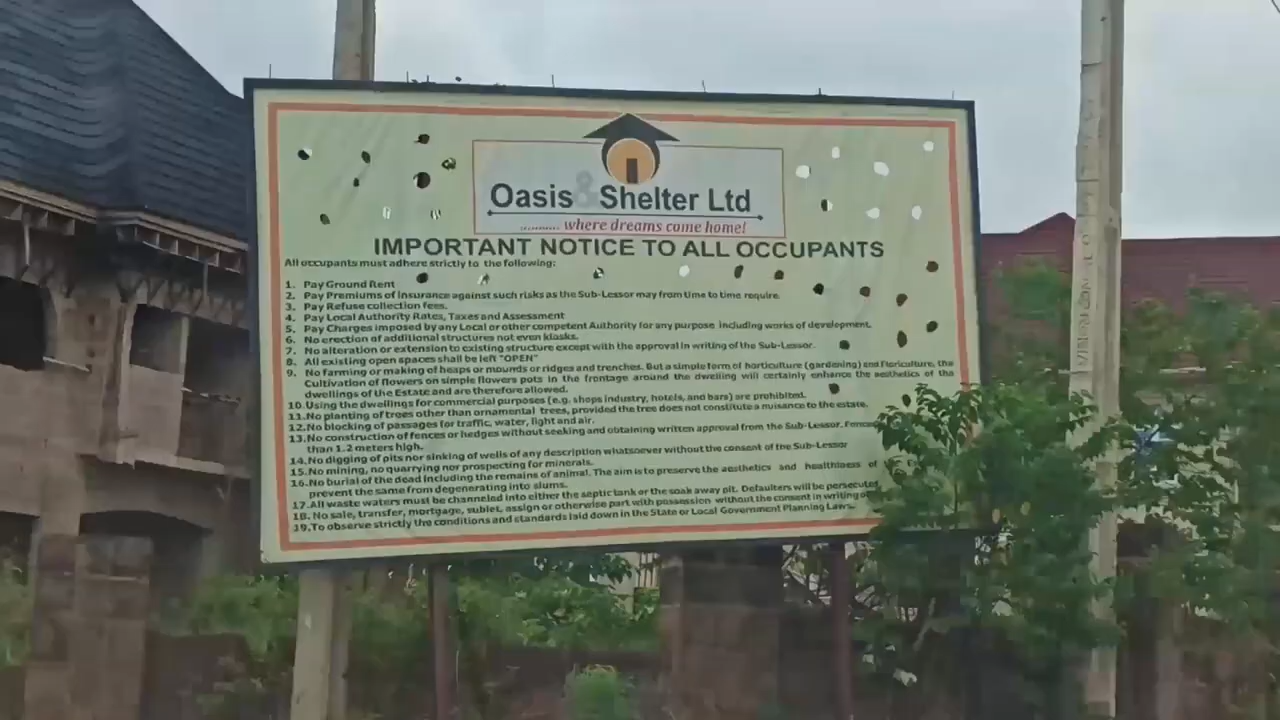 Oasis & Shelter Ltd
......... where dreams come home!
IMPORTANT NOTICE TO ALL OCCUPANTS
All occupants must adhere strictly to the following:
1. Pay Ground Rent
2. Pay Premiums of Insurance against such risks as the Sub-Lessor may from time to time require.
3. Pay Refuse collection fees.
4. Pay Local Authority Rates, Taxes and Assessment
5. Pay Charges imposed by any Local or other competent Authority for any purpose including works of development.
6. No erection of additional structures not even kiosks.
7. No alteration or extension to existing structure except with the approval in writing of the Sub-Lessor.
8. All existing open spaces shall be left "OPEN"
9. No farming or making of heaps or mounds or ridges and trenches. But a simple form of horticulture (gardening) and floriculture, the
Cultivation of flowers on simple flowers pots in the frontage around the dwelling will certainly enhance the aesthetics of the
dwellings of the Estate and are therefore allowed.
10. Using the dwellings for commercial purposes (e.g. shops industry, hotels, and bars) are prohibited.
11. No planting of trees other than ornamental trees, provided the tree does not constitute a nuisance to the estate.
12. No blocking of passages for traffic, water, light and air.
13. No construction of fences or hedges without seeking and obtaining written approval from the Sub-Lessor.
than 1.2 meters high.
14. No digging of pits nor sinking of wells of any description whatsoever without the consent of the Sub-Lessor
15. No mining, no quarrying nor prospecting for minerals.
16. No burial of the dead including the remains of animal. The aim is to preserve the aesthetics and healthiness of
prevent the same from degenerating into slums.
17. All waste waters must be channeled into either the septic tank or the soak away pit. Defaulters will be persecuted
18. No sale, transfer, mortgage, sublet, assign or otherwise part with possession without the consent in writing of
19. To observe strictly the conditions and standards laid down in the State or Local Government Planning Laws.